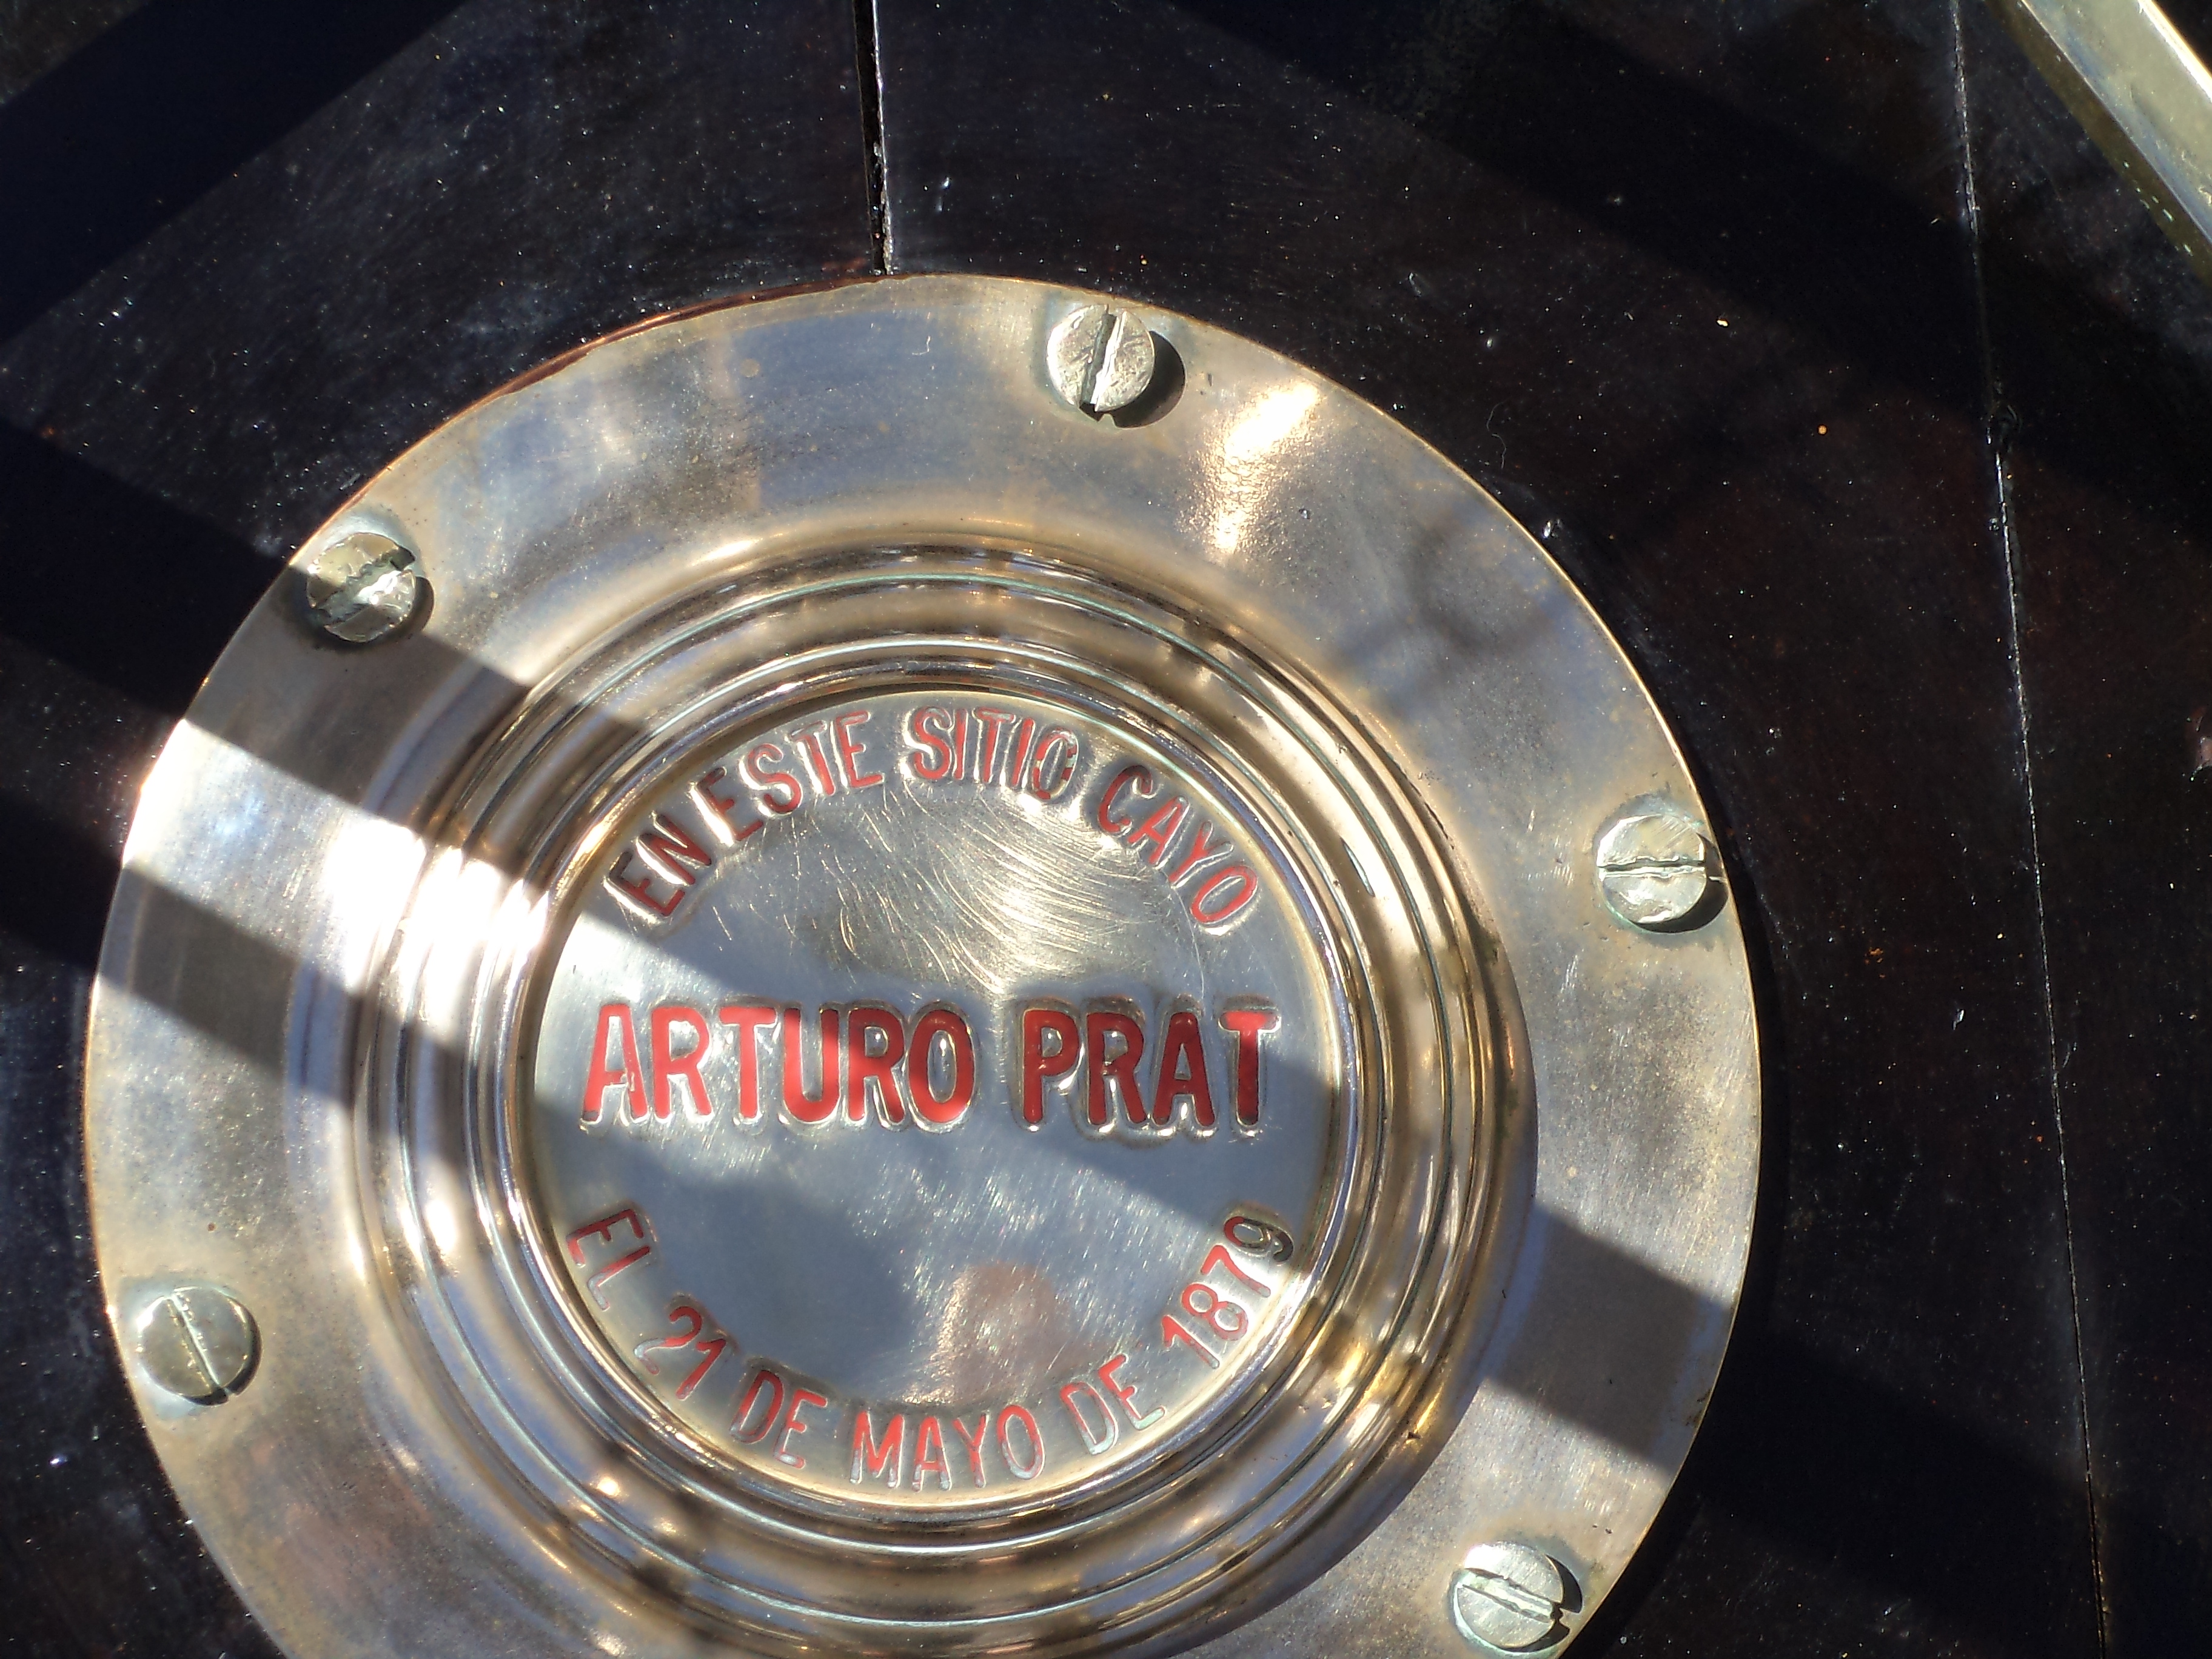 EN ESTE SITIO CAYO
ARTURO PRAT
EL 21 DE MAYO DE 1879